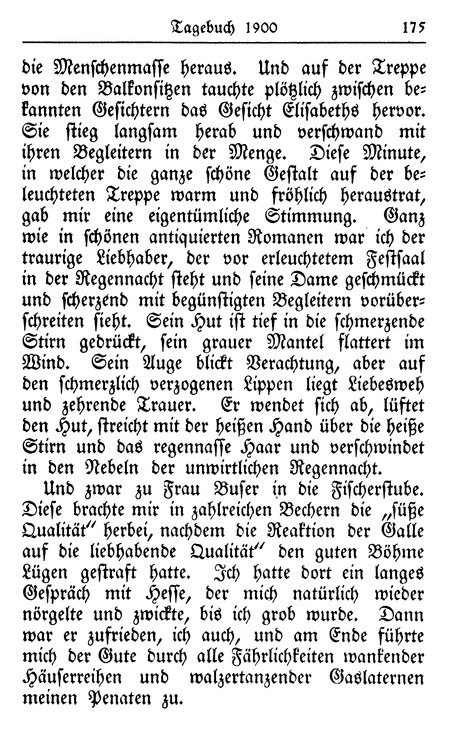 Tagebuch 1900 175
die Menschenmasse heraus. Und auf der Treppe
von den Balkonsitzen tauchte plötzlich zwischen be-
kannten Gesichtern das Gesicht Elisabeths hervor.
Sie stieg langsam herab und verschwand mit
ihren Begleitern in der Menge. Diese Minute,
in welcher die ganze schöne Gestalt auf der be-
leuchteten Treppe warm und fröhlich heraustrat,
gab mir eine eigentümliche Stimmung. Ganz
wie in schönen antiquierten Romanen war ich der
traurige Liebhaber, der vor erleuchtetem Festsaal
in der Regennacht steht und seine Dame geschmückt
und scherzend mit begünstigten Begleitern vorüber-
schreiten sieht. Sein Hut ist tief in die schmerzende
Stirn gedrückt, sein grauer Mantel flattert im
Wind. Sein Auge blickt Verachtung, aber auf
den schmerzlich verzogenen Lippen liegt Liebesweh
und zehrende Trauer. Er wendet sich ab, lüftet
den Hut, streicht mit der heißen Hand über die heiße
Stirn und das regennasse Haar und verschwindet
in den Nebeln der unwirtlichen Regennacht.
Und zwar zu Frau Buser in die Fischerstube.
Diese brachte mir in zahlreichen Bechern die „süße
Qualität“ herbei, nachdem die Reaktion der Galle
auf die liebhabende Qualität“ den guten Böhme
Lügen gestraft hatte. Ich hatte dort ein langes
Gespräch mit Hesse, der mich natürlich wieder
nörgelte und zwickte, bis ich grob wurde. Dann
war er zufrieden, ich auch, und am Ende führte
mich der Gute durch alle Fährlichkeiten wankender
Häuserreihen und walzertanzender Gaslaternen
meinen Penaten zu.